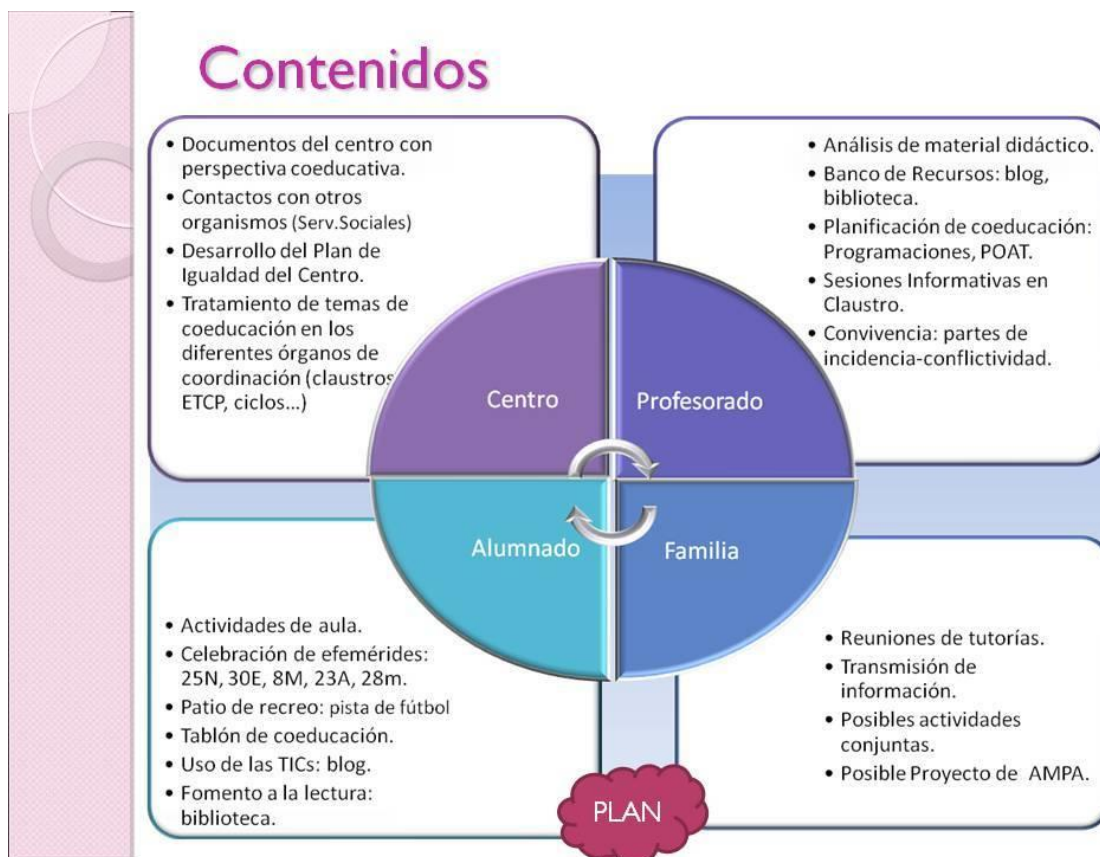 Contenidos
• Documentos del centro con
perspectiva coeducativa.
• Contactos con otros
organismos (Serv.Sociales)
• Desarrollo del Plan de
Igualdad del Centro.
• Tratamiento de temas de
coeducación en los
diferentes órganos de
coordinación (claustros
ETCP, ciclos...)
• Análisis de material didáctico.
• Banco de Recursos: blog,
biblioteca.
• Planificación de coeducación:
Programaciones, POAT.
• Sesiones Informativas en
Claustro.
• Convivencia: partes de
incidencia-conflictividad.
Centro
Profesorado
Alumnado
Familia
• Actividades de aula.
• Celebración de efemérides:
25N, 30E, 8M, 23A, 28m.
• Patio de recreo: pista de fútbol
• Tablón de coeducación.
• Uso de las TICs: blog.
• Fomento a la lectura:
biblioteca.
• Reuniones de tutorías.
• Transmisión de
información.
• Posibles actividades
conjuntas.
• Posible Proyecto de AMPA.
PLAN